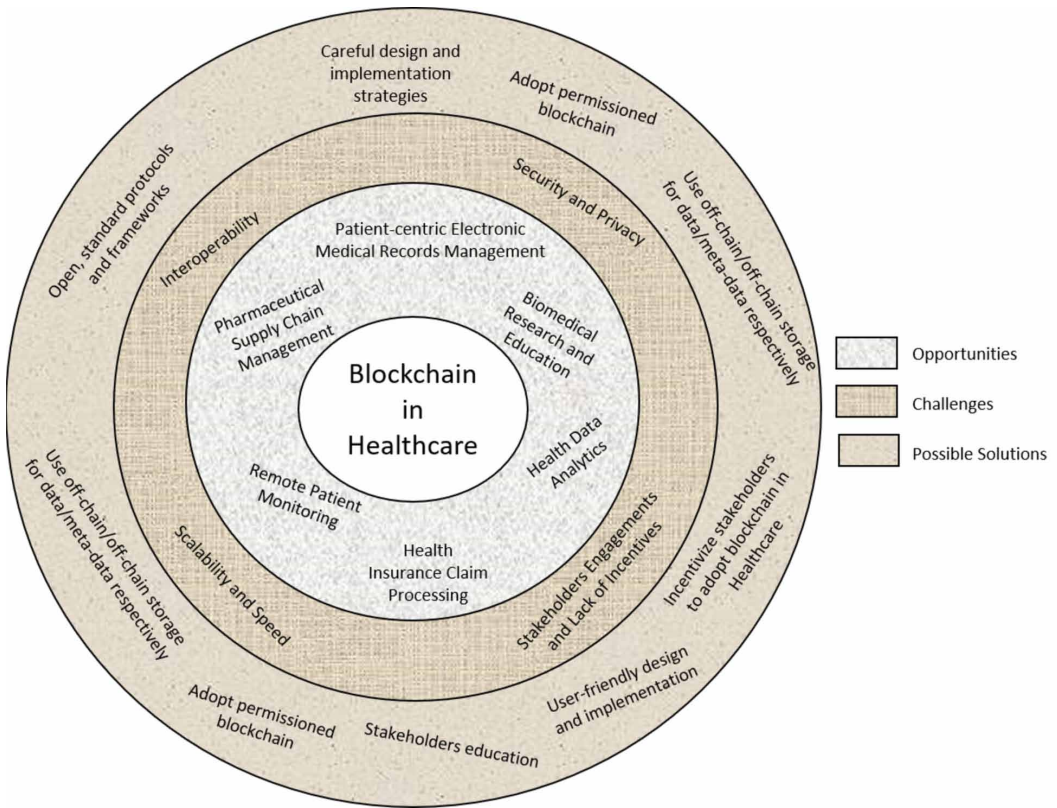 Careful design and
implementation
strategies
Adopt permissioned
blockchain
Open, standard protocols
and frameworks
Use off-chain/off-chain storage
for data/meta-data respectively
Security and Privacy
Interoperability
Patient-centric Electronic
Medical Records Management
Pharmaceutical
Supply Chain
Management
Biomedical
Research and
Education
Blockchain
in
Healthcare
Opportunities
Challenges
Possible Solutions
Health Data
Analytics
Remote Patient
Monitoring
Health
Insurance Claim
Processing
Scalability and Speed
Stakeholders Engagements
and Lack of Incentives
Incentivize stakeholders
to adopt blockchain in
Healthcare
Use off-chain/off-chain storage
for data/meta-data respectively
User-friendly design
and implementation
Adopt permissioned
blockchain
Stakeholders education